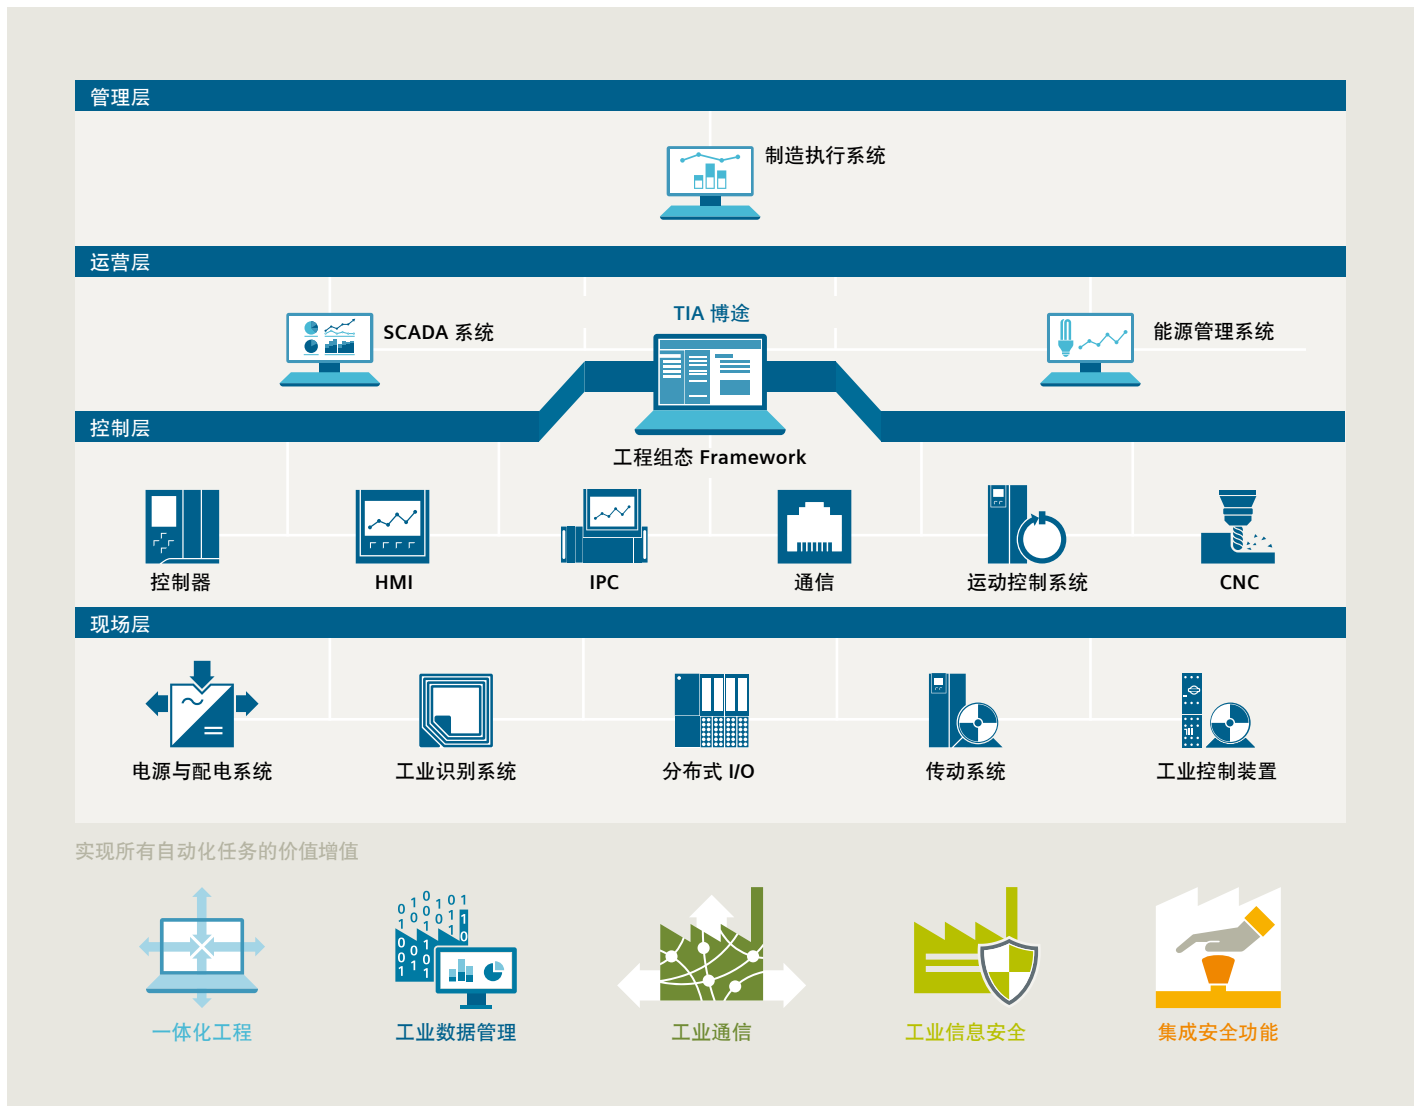 管理层
制造执行系统
运营层
SCADA 系统
TIA 博途
能源管理系统
控制层
工程组态 Framework
控制器
HMI
IPC
通信
运动控制系统
CNC
现场层
电源与配电系统
工业识别系统
分布式 I/O
传动系统
工业控制装置
实现所有自动化任务的价值增值
一体化工程
工业数据管理
工业通信
工业信息安全
集成安全功能